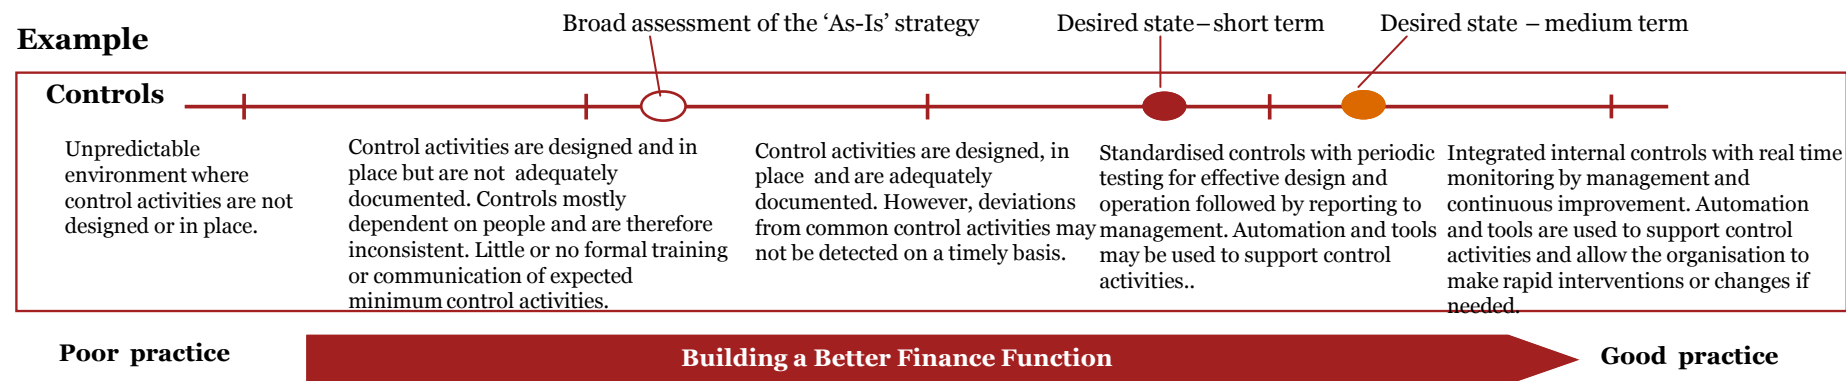 Example
Broad assessment of the ‘As-Is’ strategy
Desired state – short term
Desired state – medium term
Controls
Unpredictable
environment where
control activities are not
designed or in place.
Control activities are designed and in
place but are not adequately
documented. Controls mostly
dependent on people and are therefore
inconsistent. Little or no formal training
or communication of expected
minimum control activities.
Control activities are designed, in
place and are adequately
documented. However, deviations
from common control activities may
not be detected on a timely basis.
Standardised controls with periodic
testing for effective design and
operation followed by reporting to
management. Automation and tools
may be used to support control
activities..
Integrated internal controls with real time
monitoring by management and
continuous improvement. Automation
and tools are used to support control
activities and allow the organisation to
make rapid interventions or changes if
needed.
Poor practice
Building a Better Finance Function
Good practice